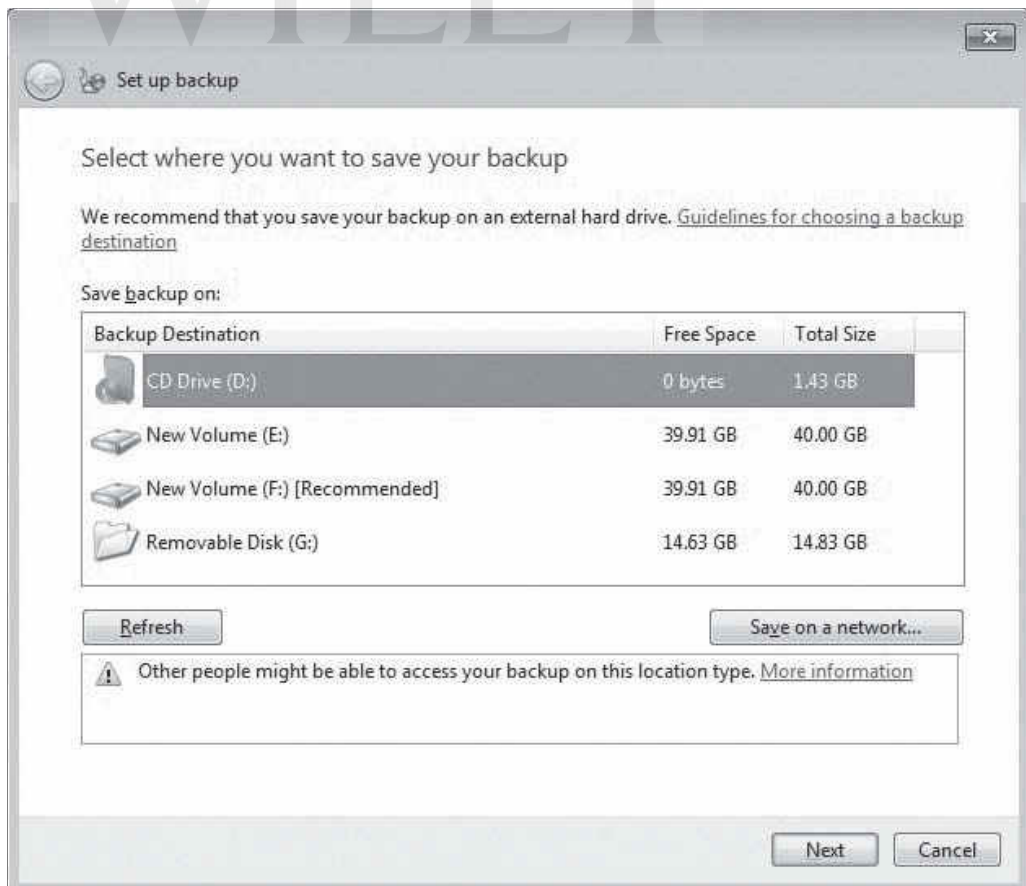 WILEY
Set up backup
Select where you want to save your backup
We recommend that you save your backup on an external hard drive. Guidelines for choosing a backup
destination
Save backup on:
Backup Destination Free Space Total Size
CD Drive (D:) 0 bytes 1.43 GB
New Volume (E:) 39.91 GB 40.00 GB
New Volume (F:) [Recommended] 39.91 GB 40.00 GB
Removable Disk (G:) 14.63 GB 14.83 GB
Refresh Save on a network...
Other people might be able to access your backup on this location type. More information
Next Cancel